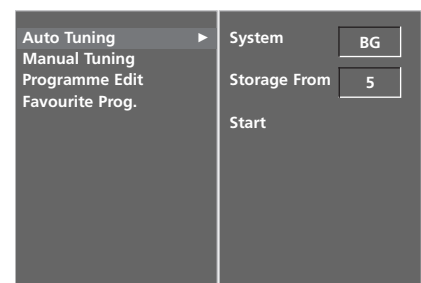 Auto Tuning ►
Manual Tuning
Programme Edit
Favourite Prog.
System BG
Storage From 5
Start